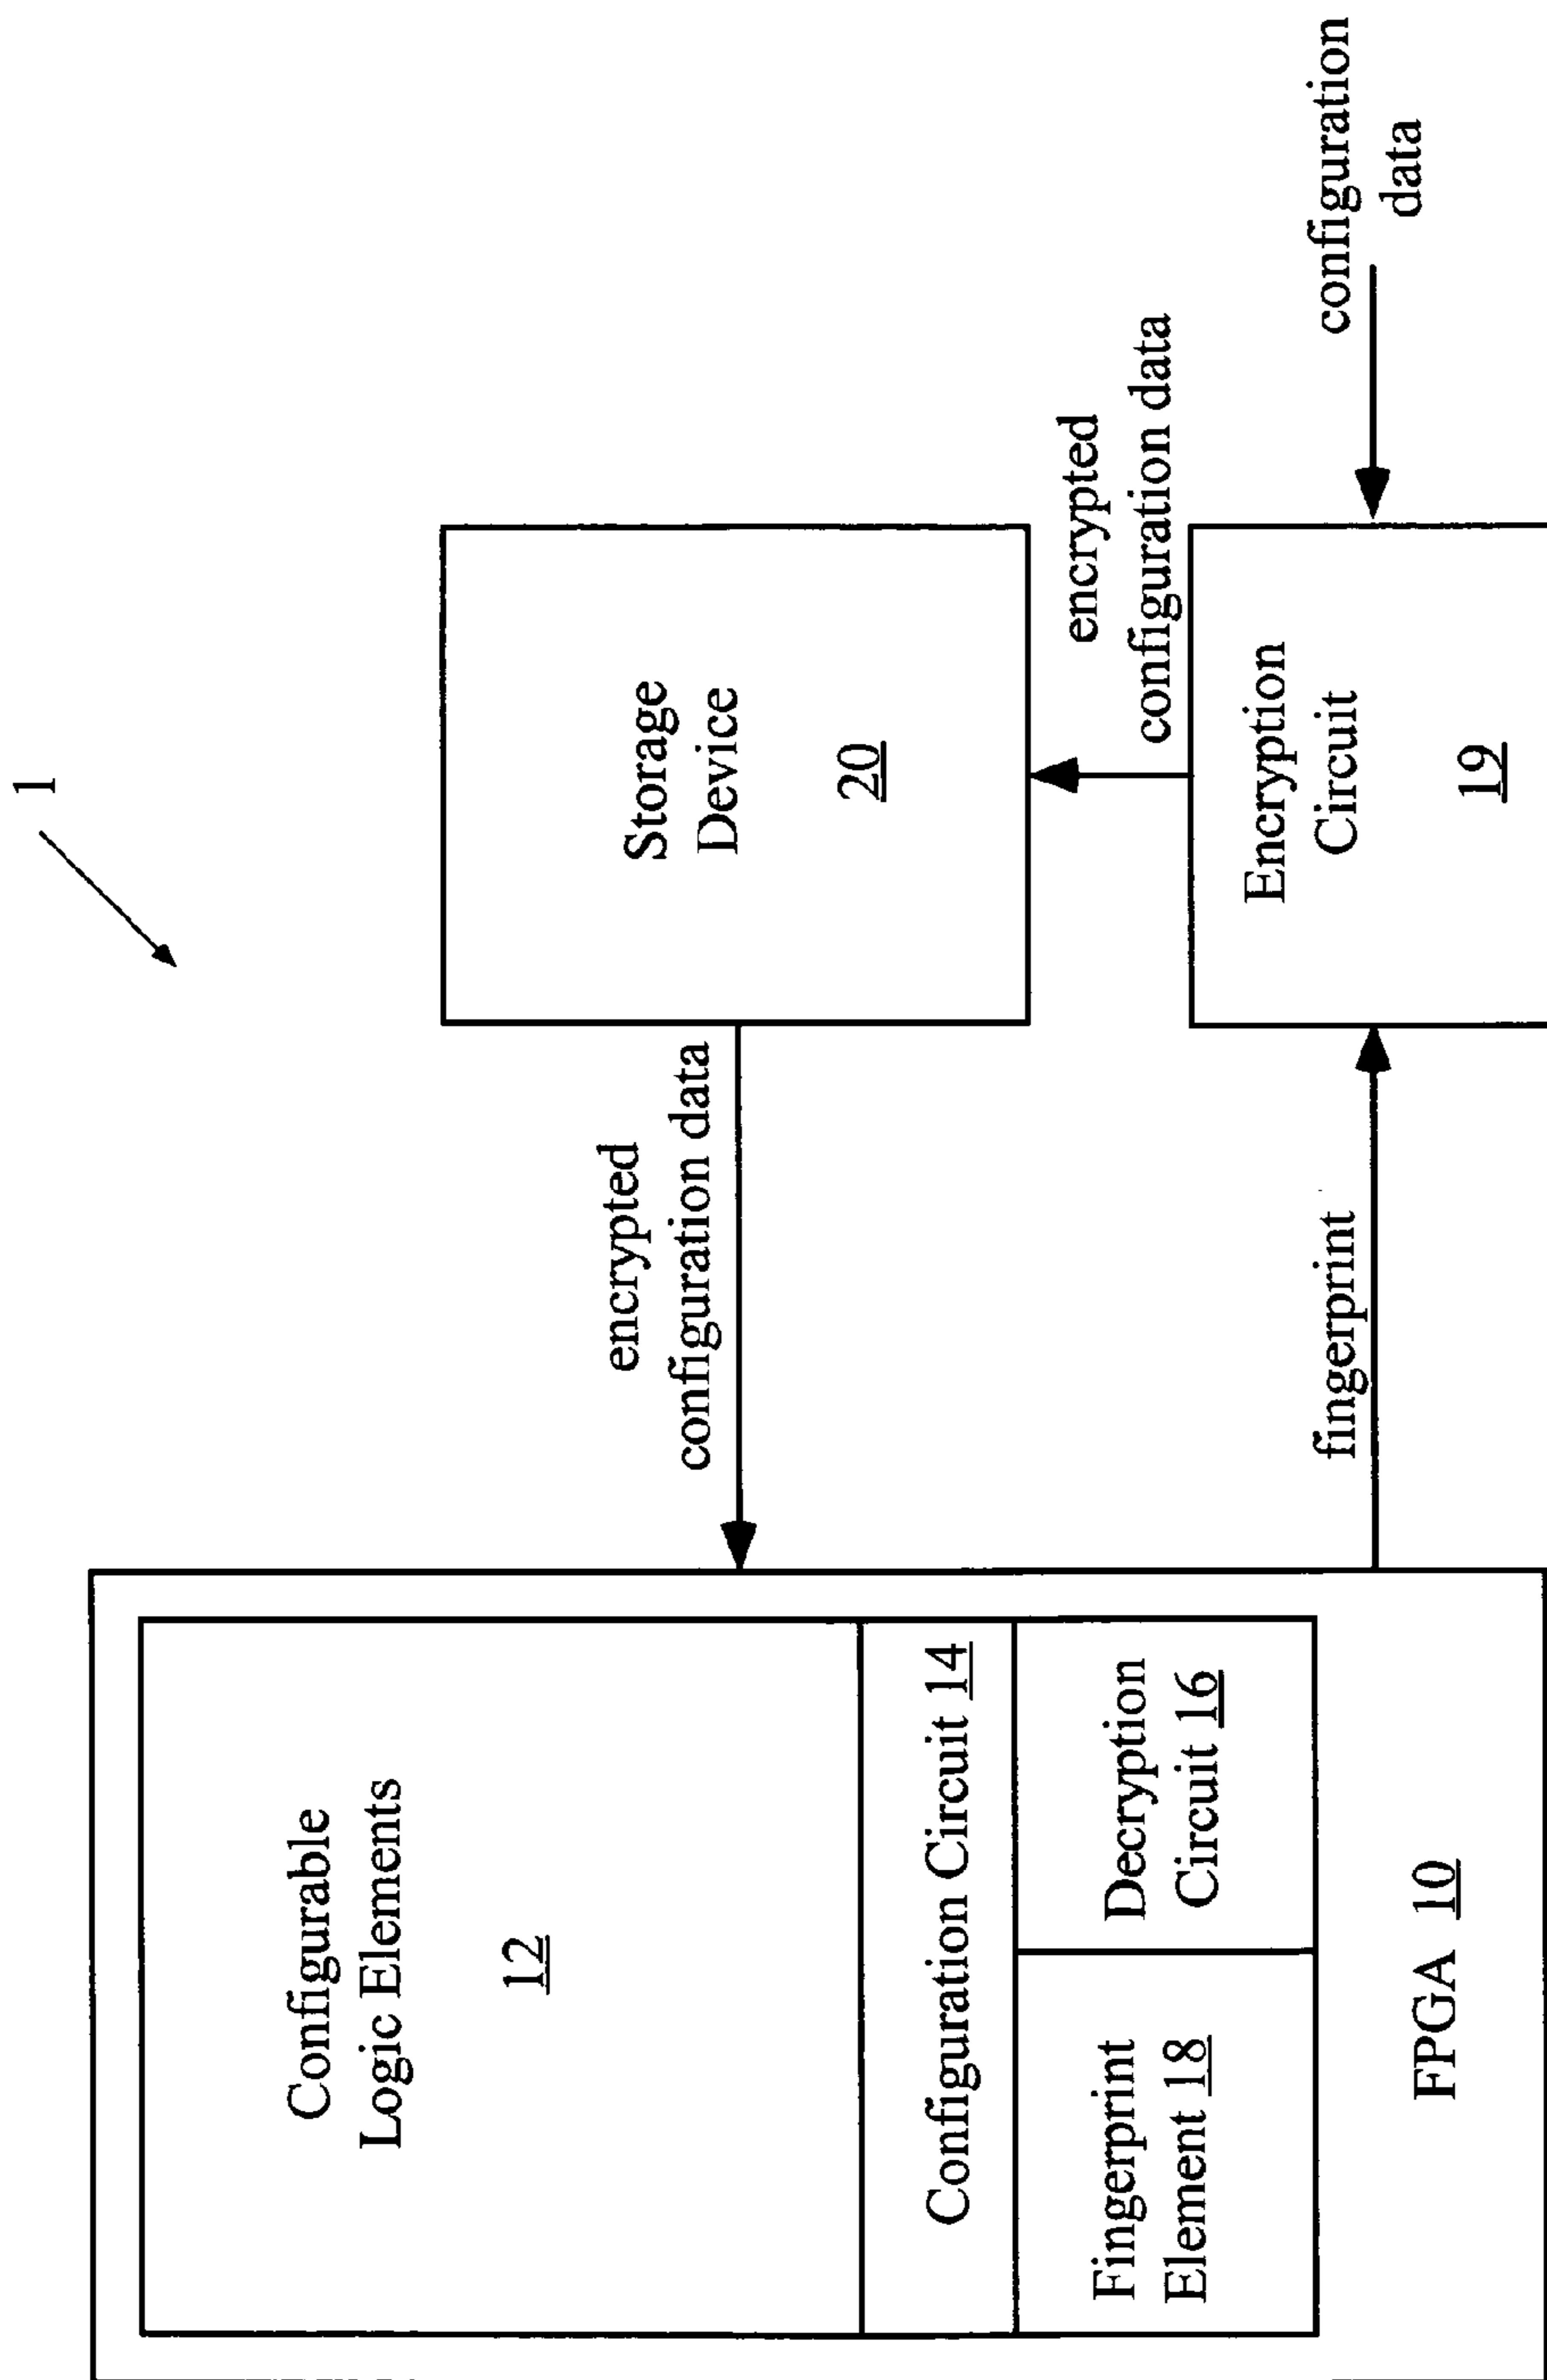 1
Configurable
Logic Elements
12
Configuration Circuit 14
Fingerprint
Element 18
Decryption
Circuit 16
FPGA 10
encrypted
configuration data
Storage
Device
20
encrypted
configuration data
fingerprint
Encryption
Circuit
19
configuration
data